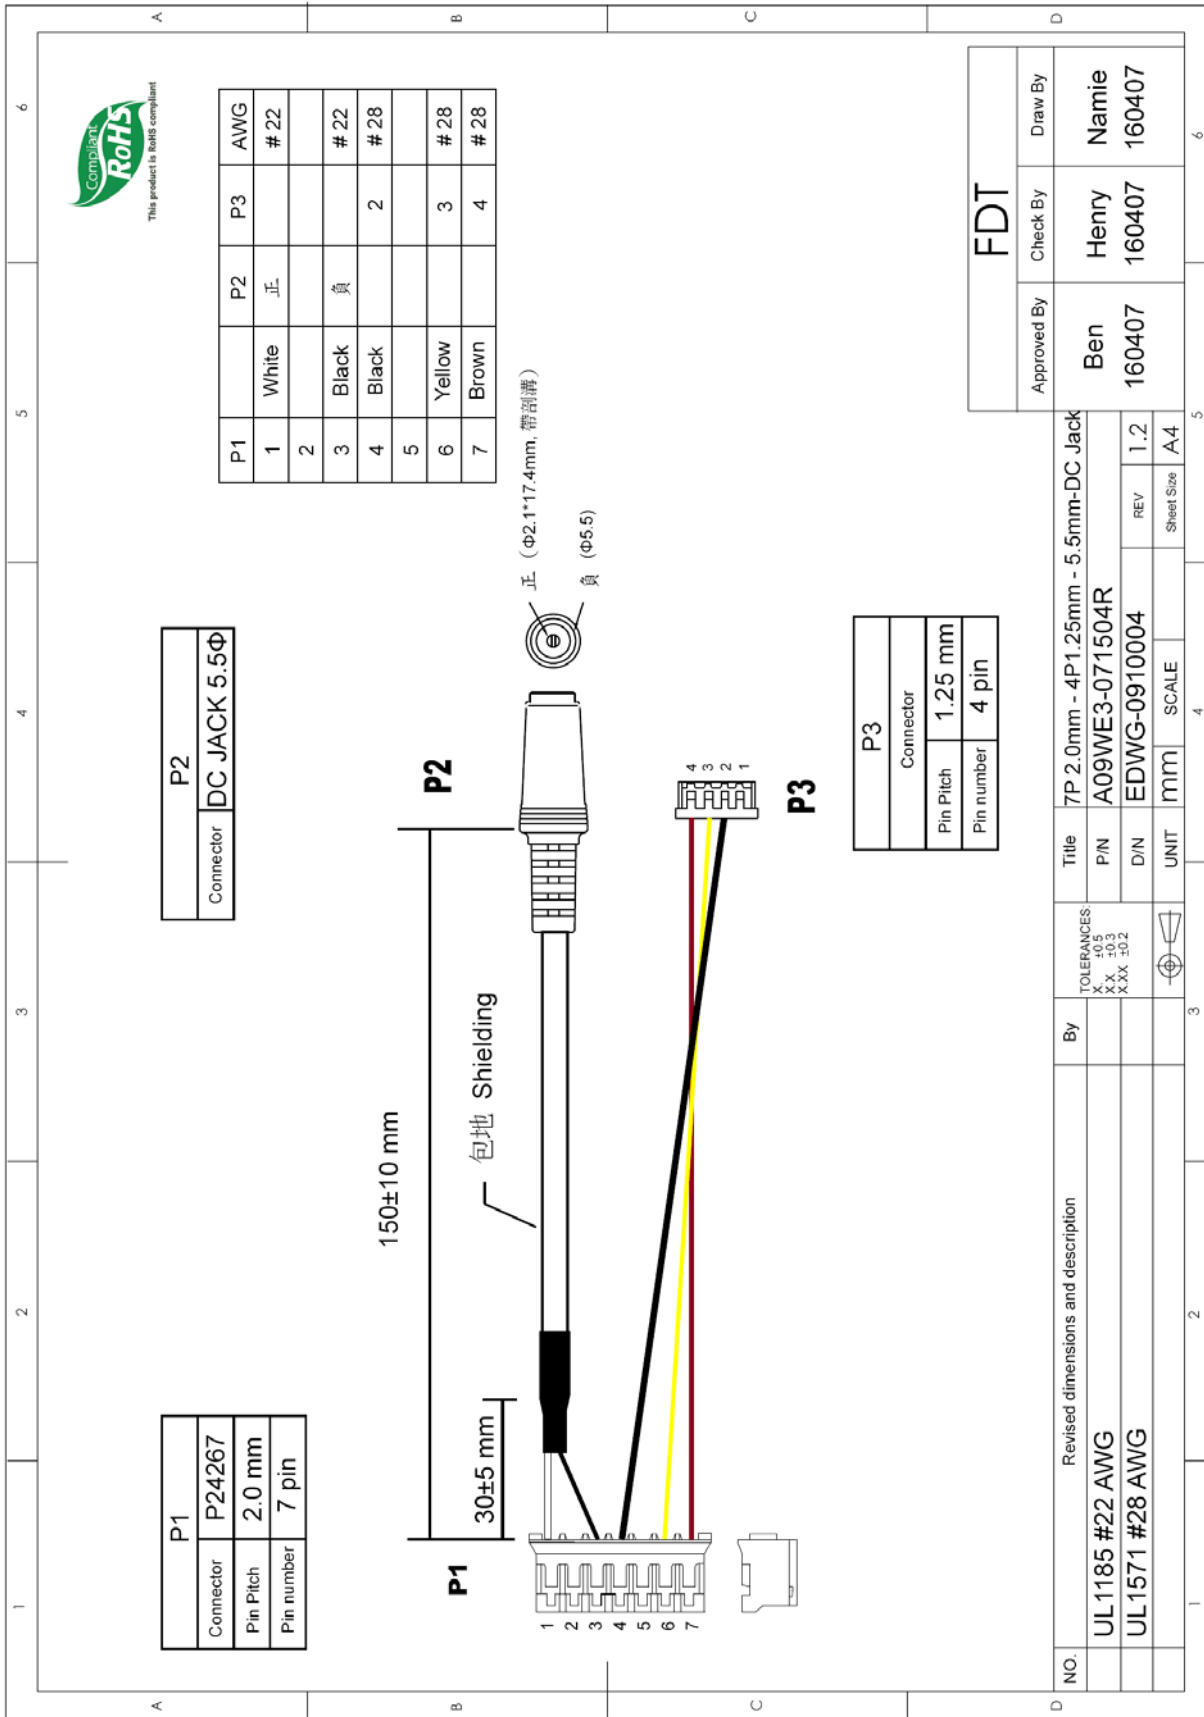 1 2 3 4 5 6
A
B
C
D
Compliant
RoHS
This product is RoHS compliant
P1
Connector P24267
Pin Pitch 2.0 mm
Pin number 7 pin
P2
Connector DC JACK 5.5Φ
P1 P2 P3 AWG
1 White 正 # 22
2
3 Black 負 # 22
4 Black 2 # 28
5
6 Yellow 3 # 28
7 Brown 4 # 28
150±10 mm
30±5 mm
包地 Shielding
P1
1
2
3
4
5
6
7
P2
正 (Φ2.1*17.4mm, 帶剖溝)
負 (Φ5.5)
4
3
2
1
P3
P3
Connector
Pin Pitch 1.25 mm
Pin number 4 pin
FDT
Approved By Check By Draw By
Ben Henry Namie
160407 160407 160407
NO. Revised dimensions and description By
UL1185 #22 AWG
UL1571 #28 AWG
TOLERANCES:
X. ±0.5
X.X ±0.3
X.XX ±0.2
Title 7P 2.0mm - 4P1.25mm - 5.5mm-DC Jack
P/N A09WE3-071504R
D/N EDWG-0910004 REV 1.2
UNIT mm SCALE Sheet Size A4
A
B
C
D
1 2 3 4 5 6